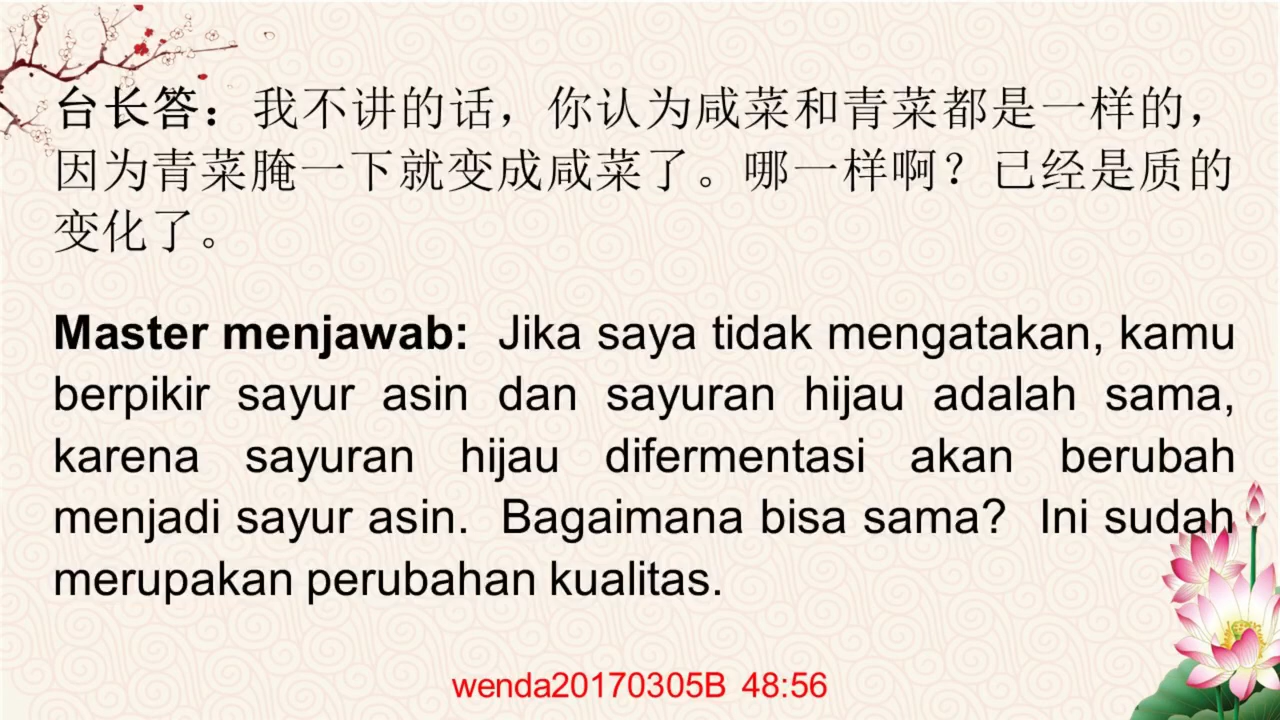 台长答：我不讲的话，你认为咸菜和青菜都是一样的，
因为青菜腌一下就变成咸菜了。哪一样啊？已经是质的
变化了。
Master menjawab: Jika saya tidak mengatakan, kamu
berpikir sayur asin dan sayuran hijau adalah sama,
karena sayuran hijau difermentasi akan berubah
menjadi sayur asin. Bagaimana bisa sama? Ini sudah
merupakan perubahan kualitas.
wenda20170305B 48:56